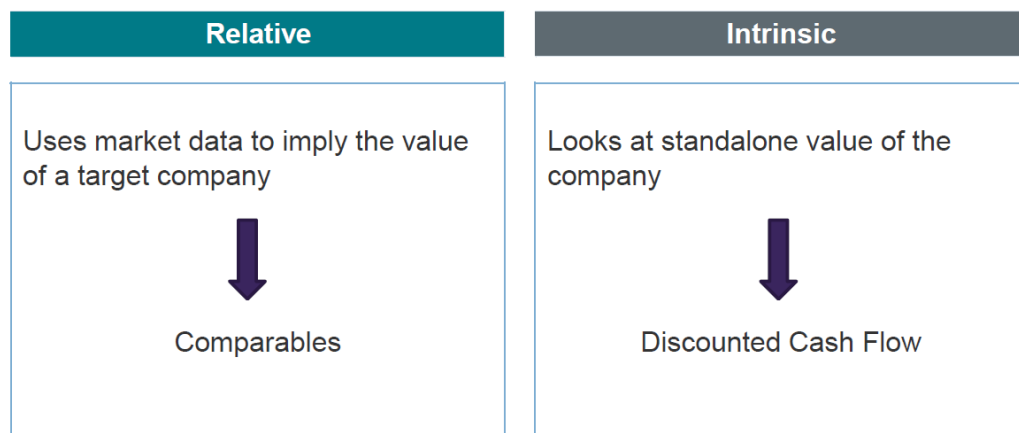 Relative
Uses market data to imply the value
of a target company
Comparables
Intrinsic
Looks at standalone value of the
company
Discounted Cash Flow